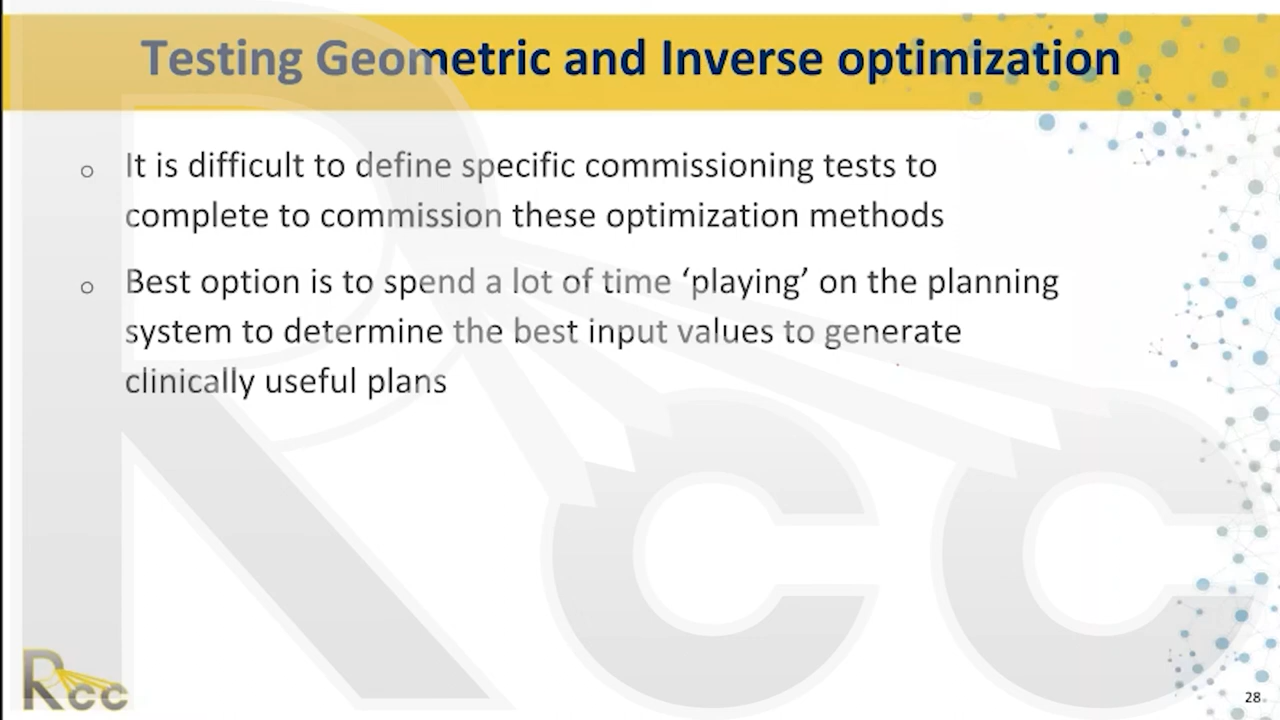 Testing Geometric and Inverse optimization
It is difficult to define specific commissioning tests to
complete to commission these optimization methods
Best option is to spend a lot of time ‘playing’ on the planning
system to determine the best input values to generate
clinically useful plans
Rcc
Rcc
28